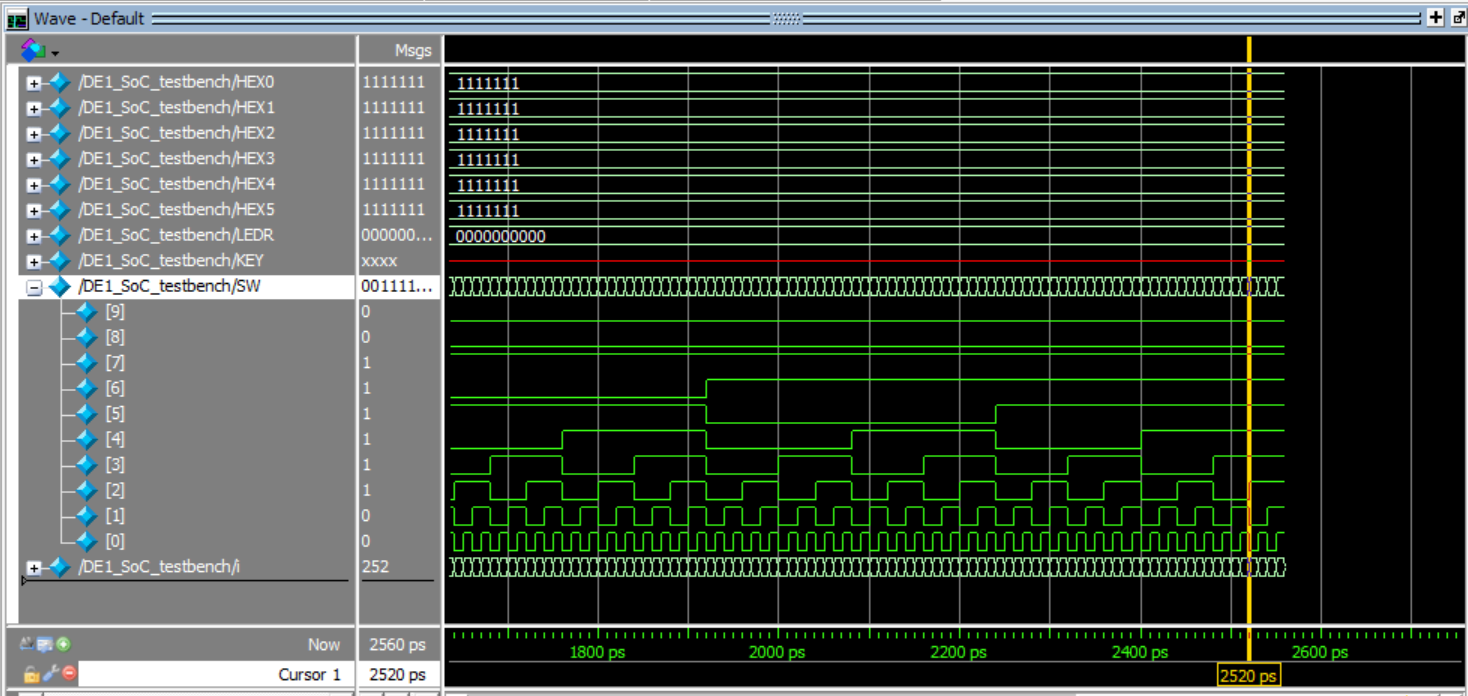 Wave - Default
Msgs
/DE1_SoC_testbench/HEX0 1111111 1111111
/DE1_SoC_testbench/HEX1 1111111 1111111
/DE1_SoC_testbench/HEX2 1111111 1111111
/DE1_SoC_testbench/HEX3 1111111 1111111
/DE1_SoC_testbench/HEX4 1111111 1111111
/DE1_SoC_testbench/HEX5 1111111 1111111
/DE1_SoC_testbench/LEDR 000000... 0000000000
/DE1_SoC_testbench/KEY xxxx
/DE1_SoC_testbench/SW 001111...
[9] 0
[8] 0
[7] 1
[6] 1
[5] 1
[4] 1
[3] 1
[2] 1
[1] 0
[0] 0
/DE1_SoC_testbench/i 252
Now 2560 ps 1800 ps 2000 ps 2200 ps 2400 ps 2600 ps
Cursor 1 2520 ps 2520 ps